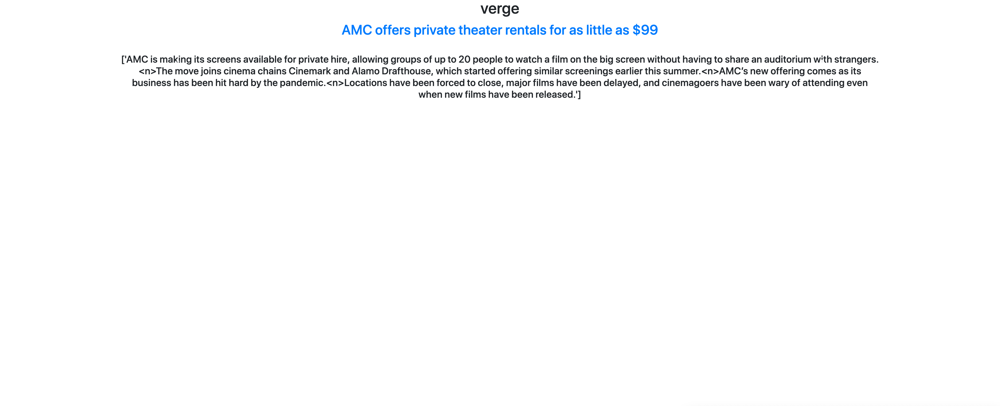 verge
AMC offers private theater rentals for as little as $99
['AMC is making its screens available for private hire, allowing groups of up to 20 people to watch a film on the big screen without having to share an auditorium with strangers.
<n>The move joins cinema chains Cinemark and Alamo Drafthouse, which started offering similar screenings earlier this summer.<n>AMC’s new offering comes as its
business has been hit hard by the pandemic.<n>Locations have been forced to close, major films have been delayed, and cinemagoers have been wary of attending even
when new films have been released.']